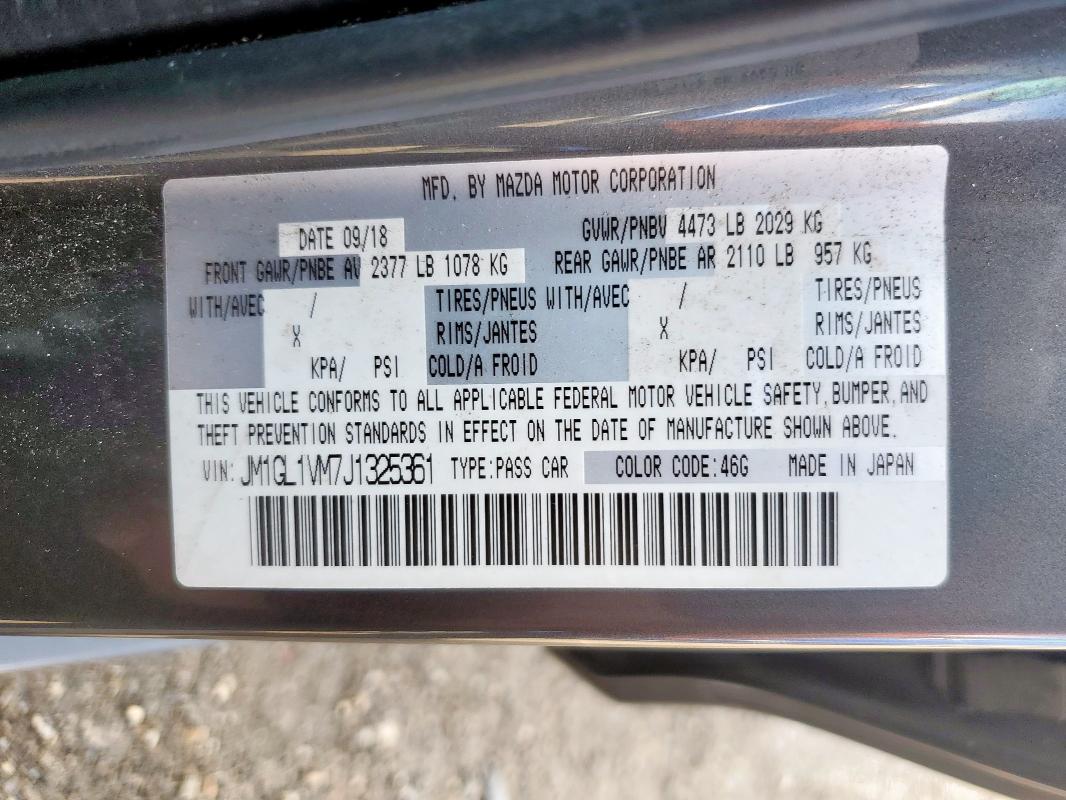 MFD. BY MAZDA MOTOR CORPORATION
DATE 09/18 GVWR/PNBV 4473 LB 2029 KG
FRONT GAWR/PNBE AV 2377 LB 1078 KG REAR GAWR/PNBE AR 2110 LB 957 KG
WITH/AVEC / TIRES/PNEUS WITH/AVEC / TIRES/PNEUS
X RIMS/JANTES X RIMS/JANTES
KPA/ PSI COLD/A FROID KPA/ PSI COLD/A FROID
THIS VEHICLE CONFORMS TO ALL APPLICABLE FEDERAL MOTOR VEHICLE SAFETY, BUMPER, AND
THEFT PREVENTION STANDARDS IN EFFECT ON THE DATE OF MANUFACTURE SHOWN ABOVE.
VIN: JM1GL1VM7J1325361 TYPE:PASS CAR COLOR CODE:46G MADE IN JAPAN